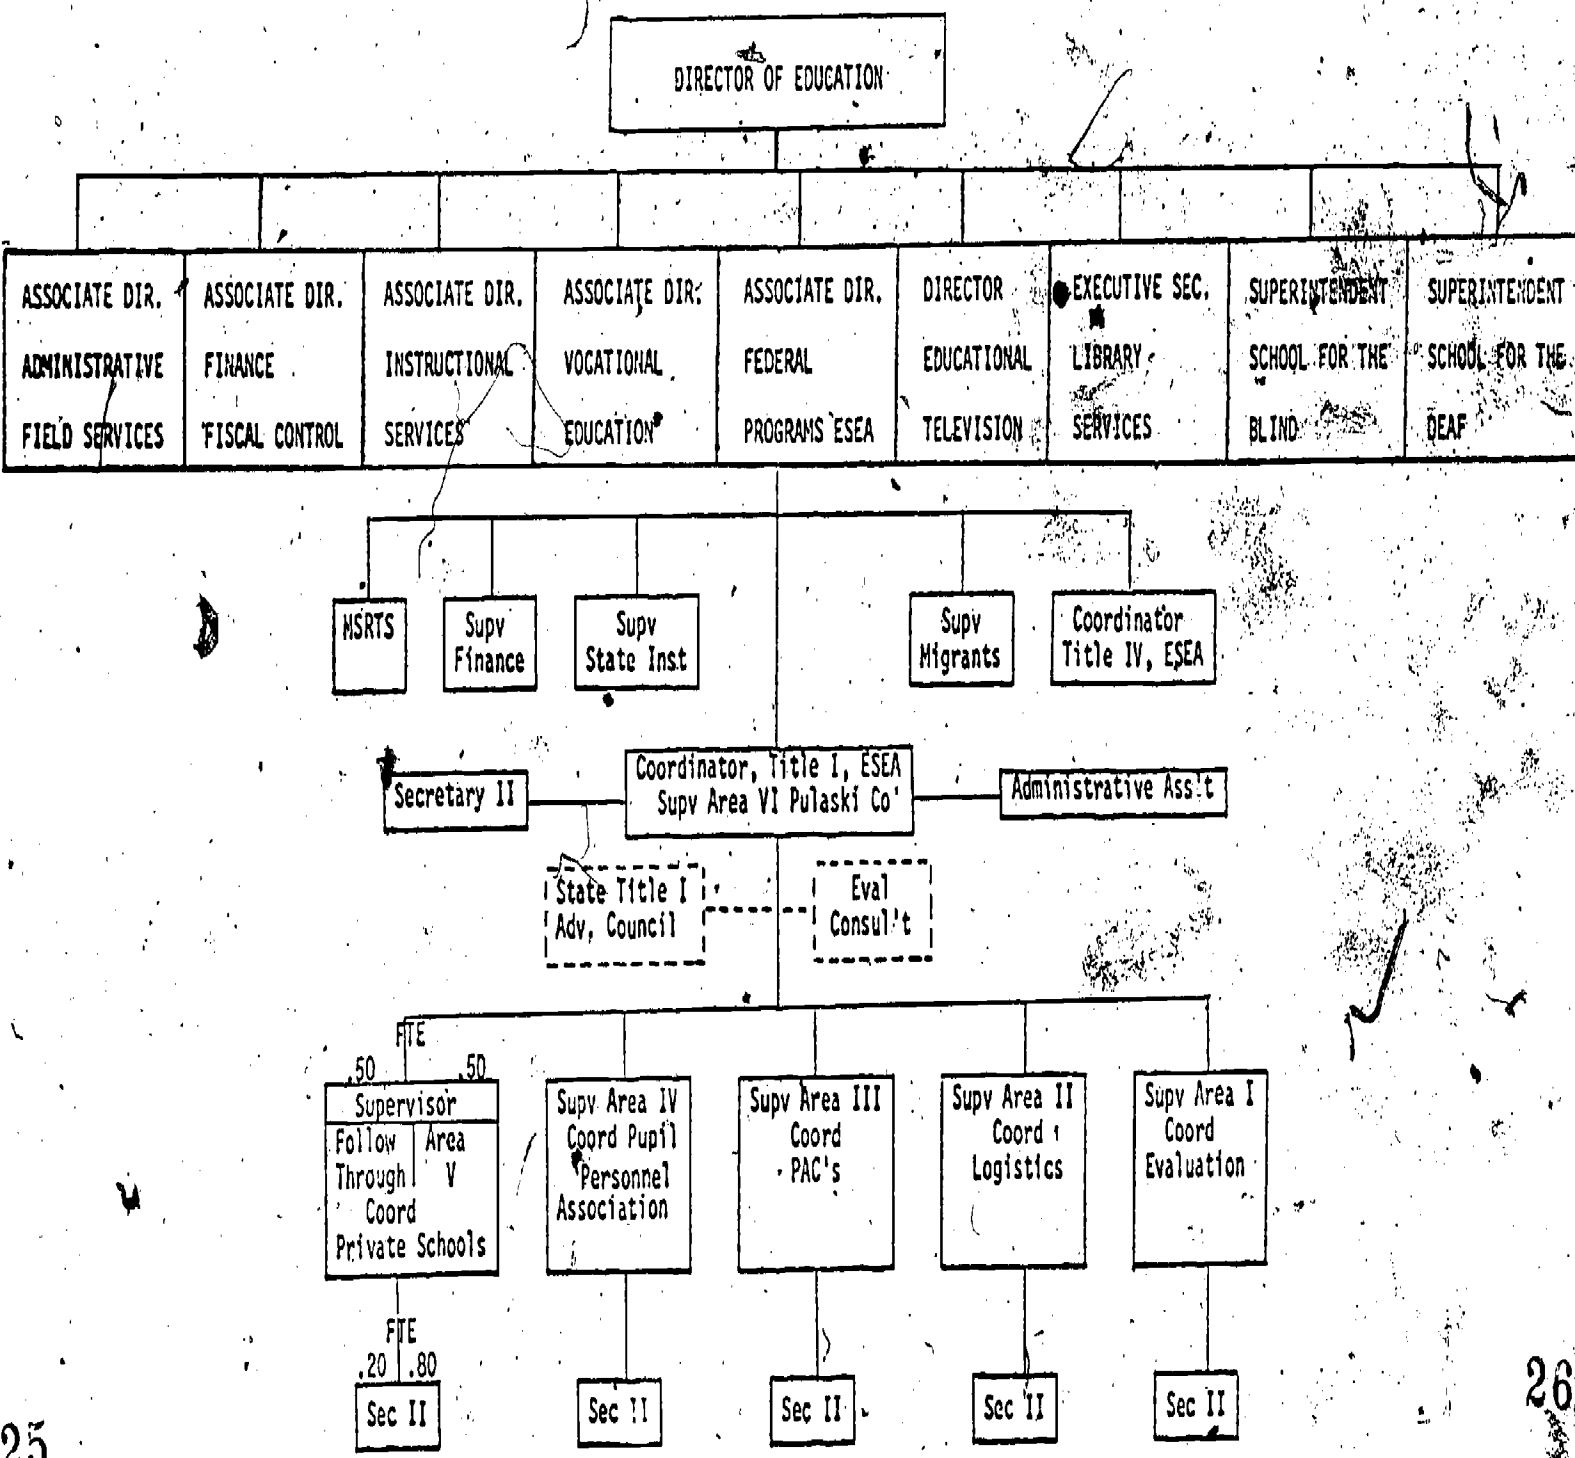 DIRECTOR OF EDUCATION
ASSOCIATE DIR.
ADMINISTRATIVE
FIELD SERVICES
ASSOCIATE DIR.
FINANCE
FISCAL CONTROL
ASSOCIATE DIR.
INSTRUCTIONAL
SERVICES
ASSOCIATE DIR.
VOCATIONAL
EDUCATION
ASSOCIATE DIR.
FEDERAL
PROGRAMS ESEA
DIRECTOR
EDUCATIONAL
TELEVISION
EXECUTIVE SEC.
LIBRARY
SERVICES
SUPERINTENDENT
SCHOOL FOR THE
BLIND
SUPERINTENDENT
SCHOOL FOR THE
DEAF
MSRTS
Supv
Finance
Supv
State Inst
Supv
Migrants
Coordinator
Title IV, ESEA
Secretary II
Coordinator, Title I, ESEA
Supv Area VI Pulaski Co
Administrative Ass't
State Title I
Adv, Council
Eval
Consul't
FTE
.50 .50
Supervisor
Follow Area
Through V
Coord
Private Schools
Supv Area IV
Coord Pupil
Personnel
Association
Supv Area III
Coord
PAC's
Supv Area II
Coord
Logistics
Supv Area I
Coord
Evaluation
FTE
.20 .80
Sec II
Sec II
Sec II
Sec II
Sec II
25
26